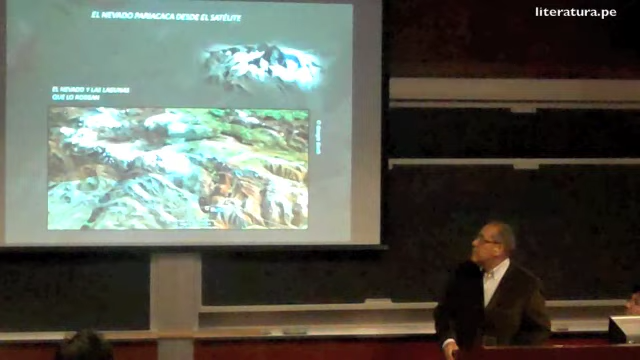 literatura.pe
EL NEVADO PARIACACA DESDE EL SATÉLITE
EL NEVADO Y LAS LAGUNAS
QUE LO RODEAN